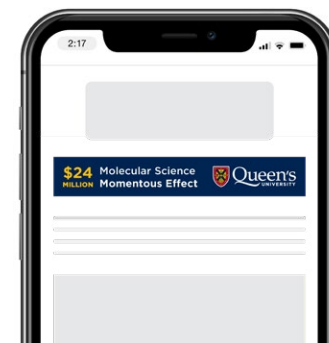 2:17
$24
MILLION
Molecular Science
Momentous Effect
Queen's
UNIVERSITY